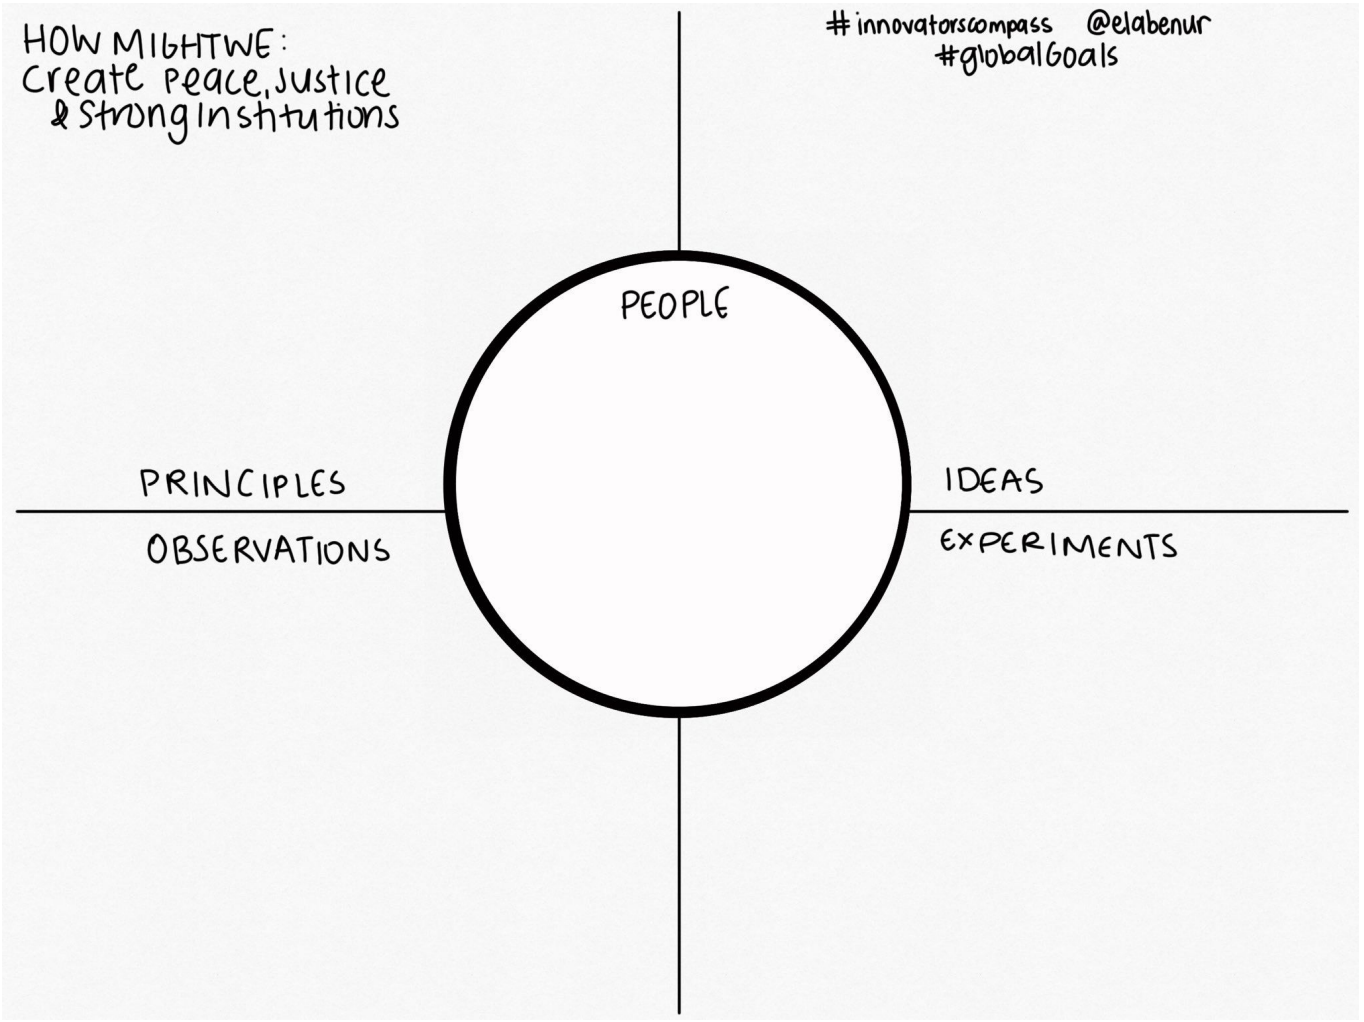 HOW MIGHT WE:
Create Peace, Justice
& Strong Institutions
#innovatorscompass @elabenur
#globalGoals
PEOPLE
PRINCIPLES
IDEAS
OBSERVATIONS
EXPERIMENTS